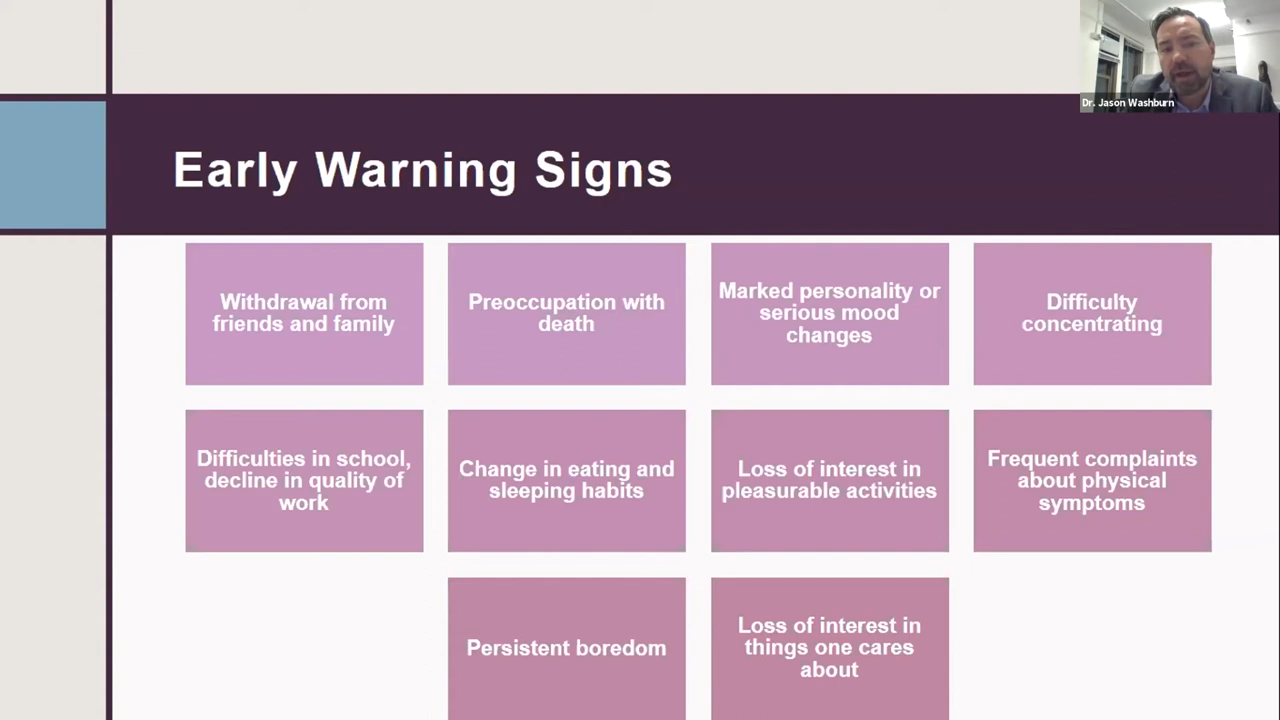 Dr. Jason Washburn
Early Warning Signs
Withdrawal from
friends and family
Preoccupation with
death
Marked personality or
serious mood
changes
Difficulty
concentrating
Difficulties in school,
decline in quality of
work
Change in eating and
sleeping habits
Loss of interest in
pleasurable activities
Frequent complaints
about physical
symptoms
Persistent boredom
Loss of interest in
things one cares
about